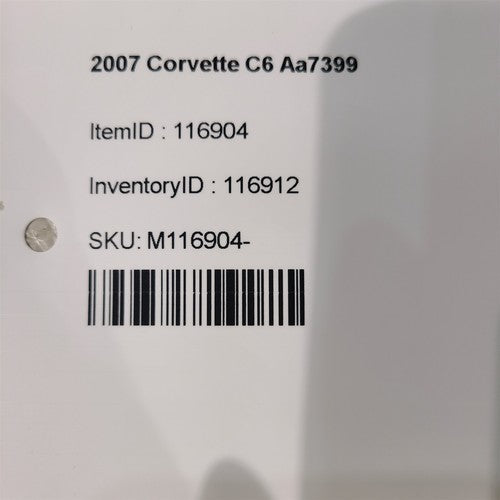 2007 Corvette C6 Aa7399
ItemID : 116904
InventoryID : 116912
SKU: M116904-